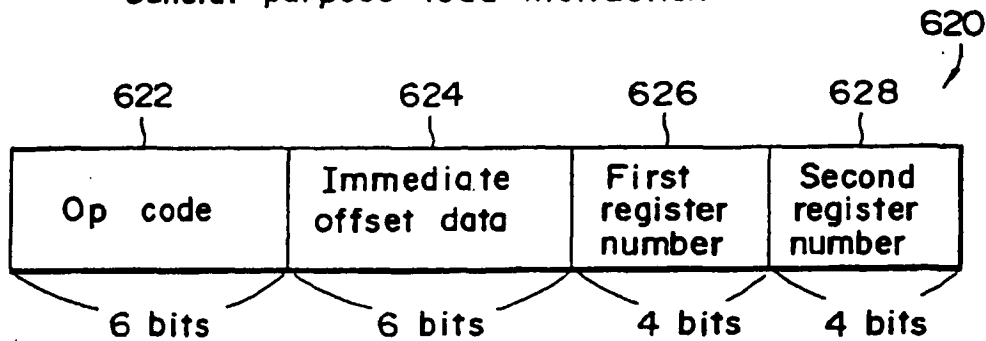 purpose
620
622 624 626 628
Op code
Immediate
offset data
First
register
number
Second
register
number
6 bits 6 bits 4 bits 4 bits